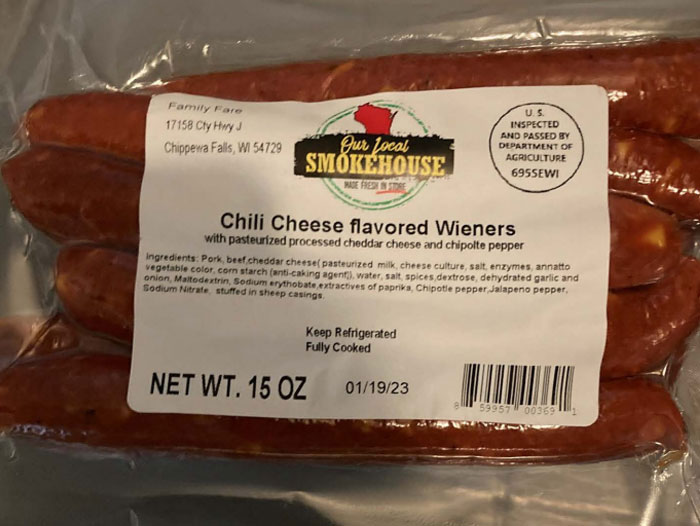 Family Fare
17158 Cty Hwy J
Chippewa Falls, WI 54729
Our Local
SMOKEHOUSE
MADE FRESH IN STORE
U. S.
INSPECTED
AND PASSED BY
DEPARTMENT OF
AGRICULTURE
695SEWI
Chili Cheese flavored Wieners
with pasteurized processed cheddar cheese and chipolte pepper
Ingredients: Pork, beef,cheddar cheese( pasteurized milk, cheese culture, salt, enzymes, annatto
vegetable color, corn starch (anti-caking agent)), water, salt, spices,dextrose, dehydrated garlic and
onion, Maltodextrin, Sodium erythobate,extractives of paprika, Chipotle pepper,Jalapeno pepper,
Sodium Nitrate, stuffed in sheep casings.
Keep Refrigerated
Fully Cooked
NET WT. 15 OZ
01/19/23
8 59957 00369 1